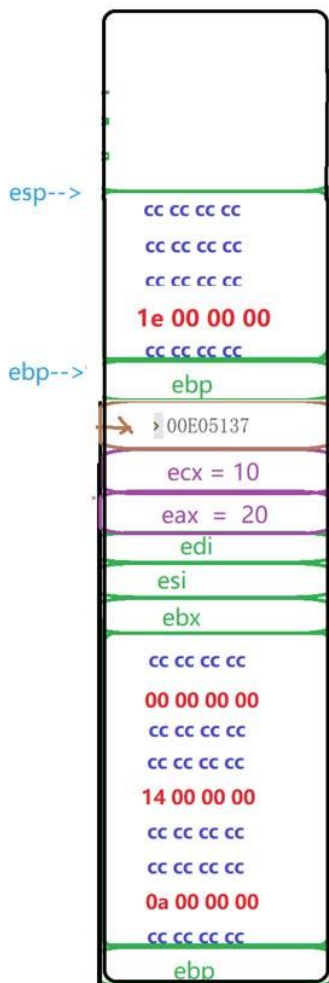 esp-->
cc cc cc cc
cc cc cc cc
cc cc cc cc
1e 00 00 00
cc cc cc cc
ebp-->
ebp
00E05137
ecx = 10
eax = 20
edi
esi
ebx
cc cc cc cc
00 00 00 00
cc cc cc cc
cc cc cc cc
14 00 00 00
cc cc cc cc
cc cc cc cc
0a 00 00 00
cc cc cc cc
ebp